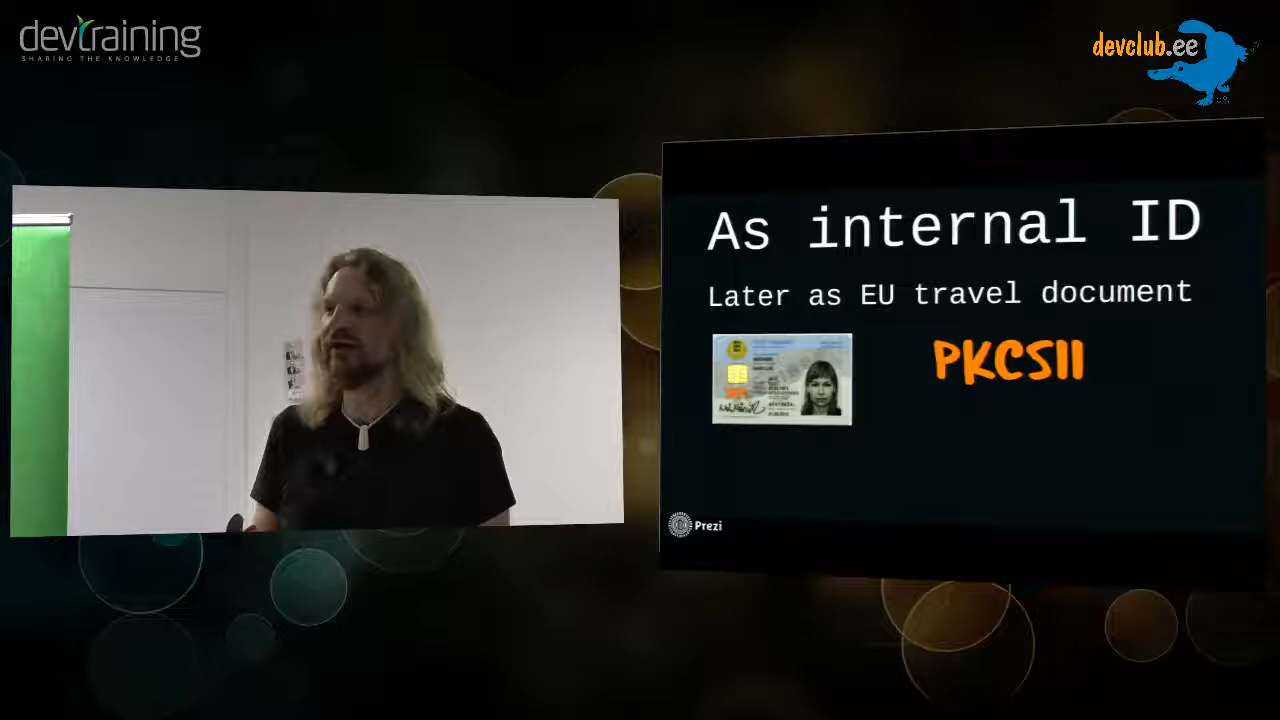 devtraining
SHARING THE KNOWLEDGE
devclub.ee
As internal ID
Later as EU travel document
PKCS11
Prezi